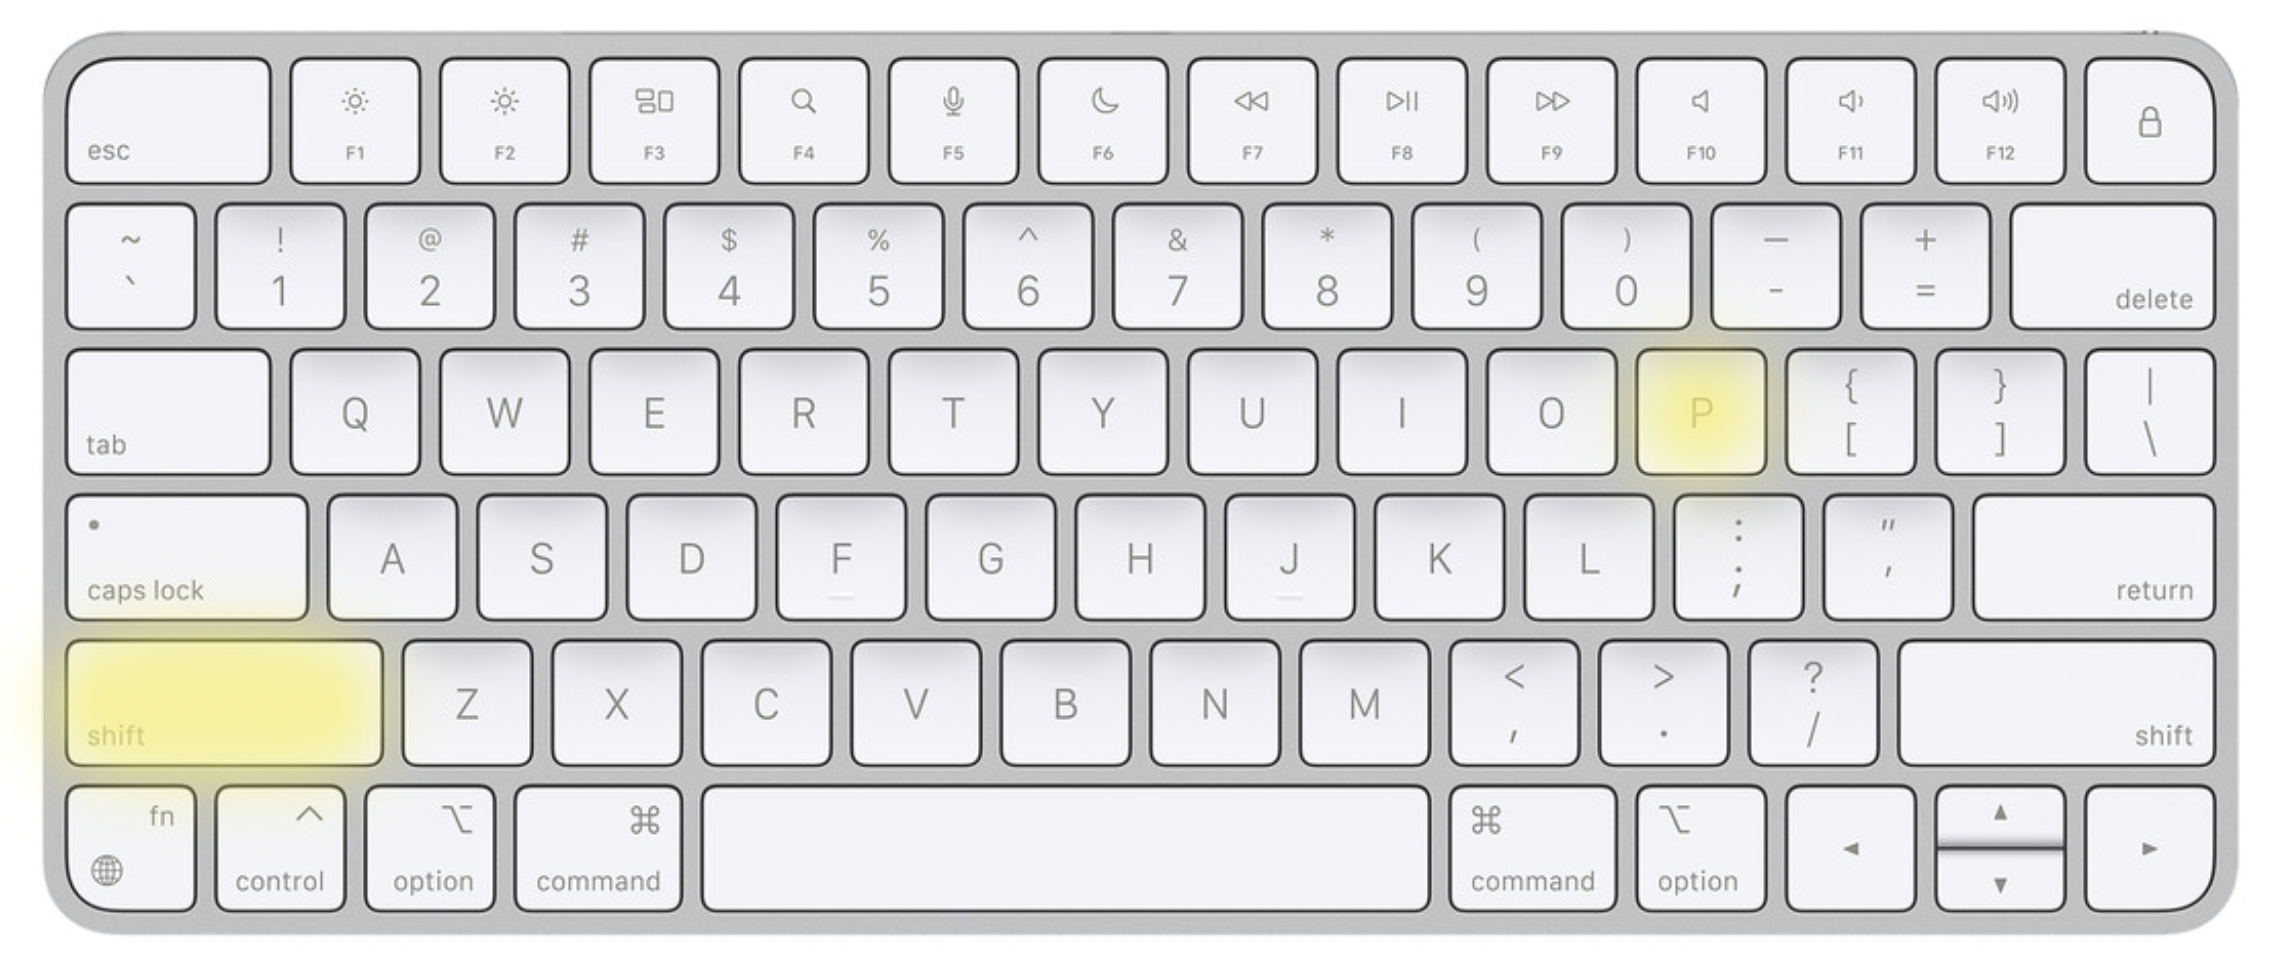 esc F1 F2 F3 F4 F5 F6 F7 F8 F9 F10 F11 F12
~ ! @ # $ % ^ & * ( ) — +
` 1 2 3 4 5 6 7 8 9 0 - = delete
tab Q W E R T Y U I O P { } |
[ ] \
caps lock A S D F G H J K L : "
; ' return
shift Z X C V B N M < > ?
, . / shift
fn ^ ⌥ ⌘ ⌘ ⌥ ▲
control option command command option ◀ ▼ ▶